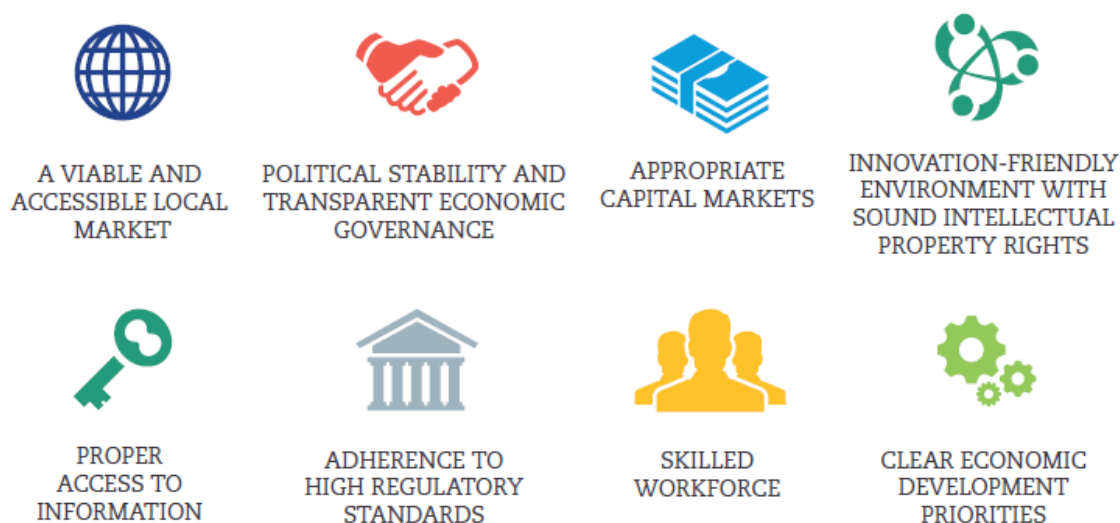 A VIABLE AND
ACCESSIBLE LOCAL
MARKET
POLITICAL STABILITY AND
TRANSPARENT ECONOMIC
GOVERNANCE
APPROPRIATE
CAPITAL MARKETS
INNOVATION-FRIENDLY
ENVIRONMENT WITH
SOUND INTELLECTUAL
PROPERTY RIGHTS
PROPER
ACCESS TO
INFORMATION
ADHERENCE TO
HIGH REGULATORY
STANDARDS
SKILLED
WORKFORCE
CLEAR ECONOMIC
DEVELOPMENT
PRIORITIES